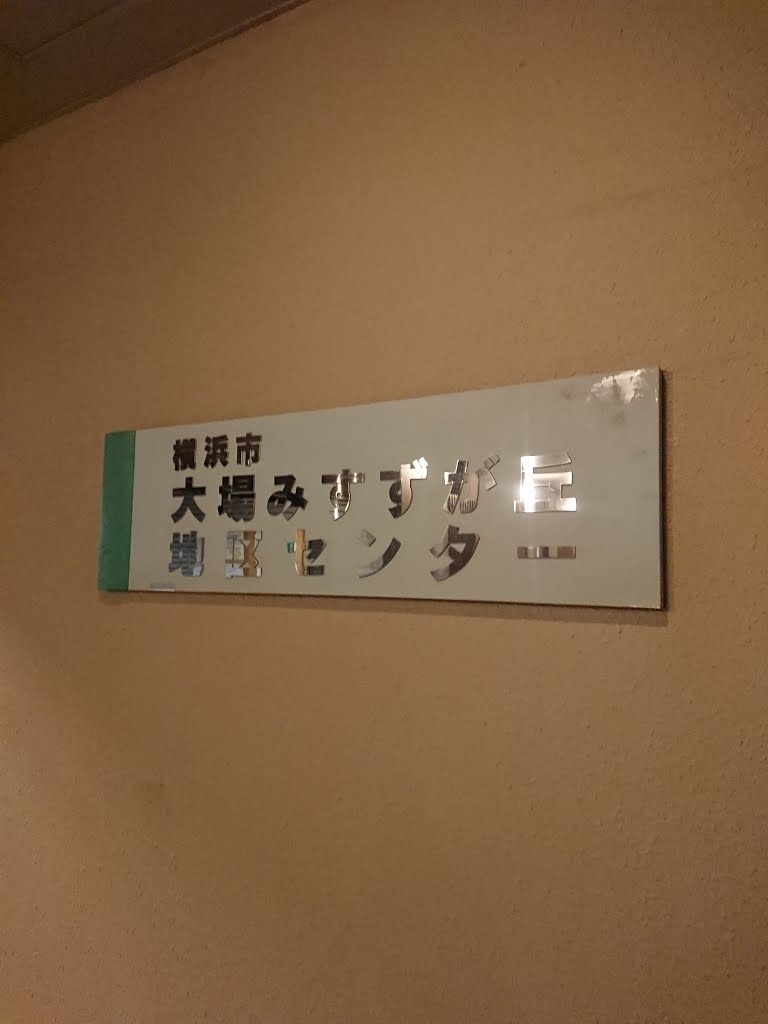 横浜市
大場みすずが丘
地区センター